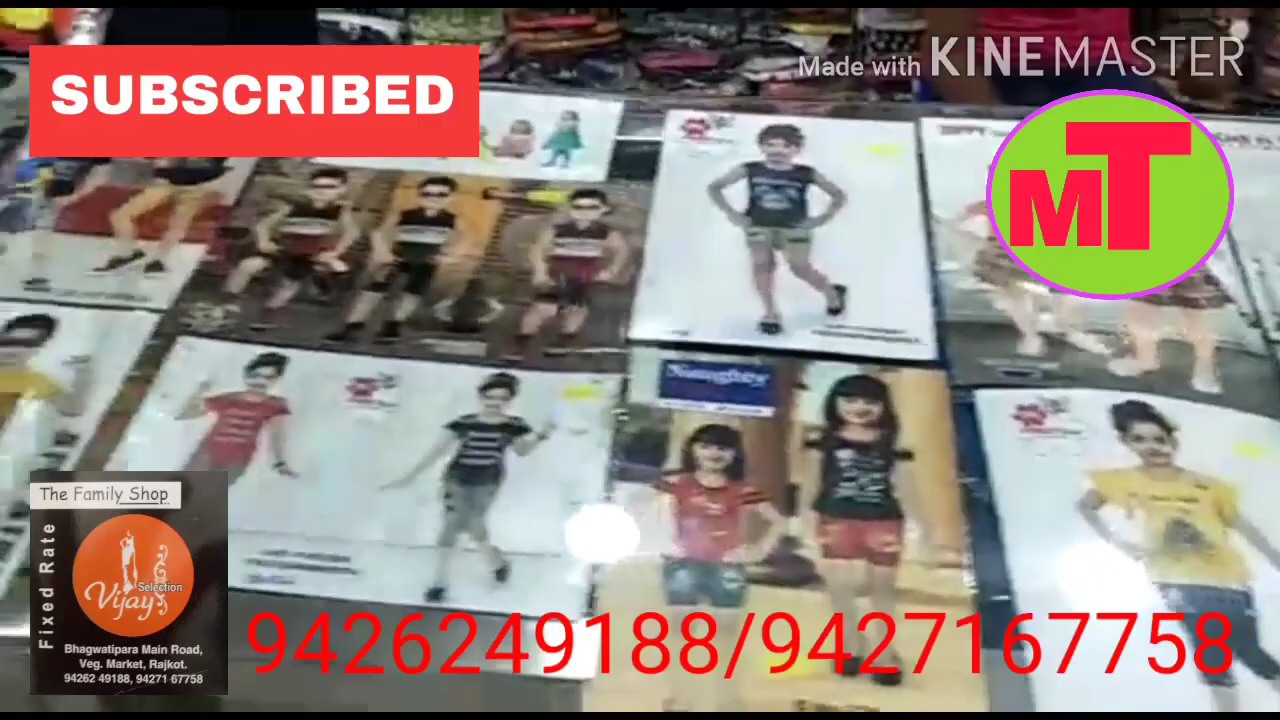 SUBSCRIBED
Made with KINEMASTER
MT
Naughty
The Family Shop
Fixed Rate
Vijay
Selection
Bhagwatipara Main Road,
Veg. Market, Rajkot.
94262 49188, 94271 67758
9426249188/9427167758